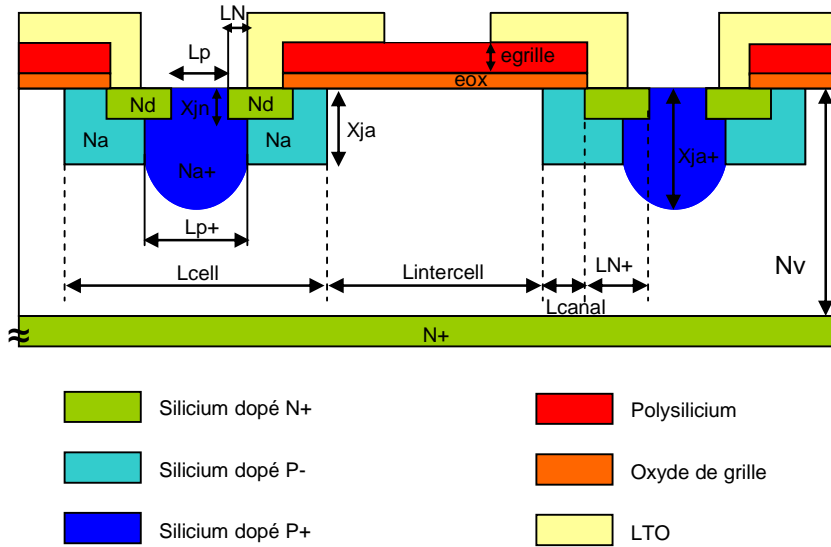 LN
Lp
egrille
eox
Nd
Xjn
Nd
Na
Na
Xja
Na+
Xja+
Lp+
Lcell
Lintercell
LN+
Nv
Lcanal
≈
N+
Silicium dopé N+
Polysilicium
Silicium dopé P-
Oxyde de grille
Silicium dopé P+
LTO